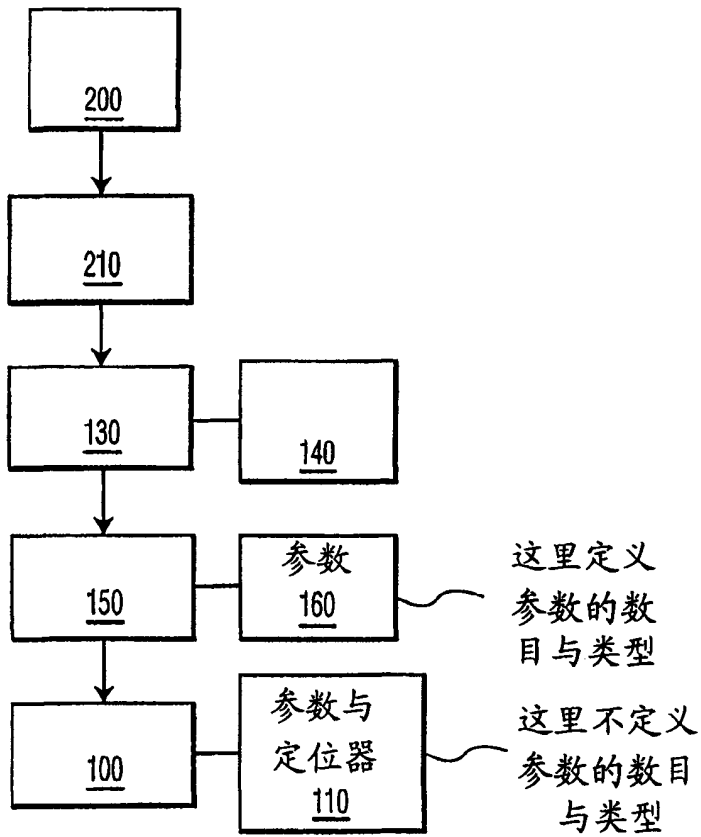 200
210
130
140
150
参数
160
这里定义
参数的数
目与类型
100
参数与
定位器
110
这里不定义
参数的数目
与类型